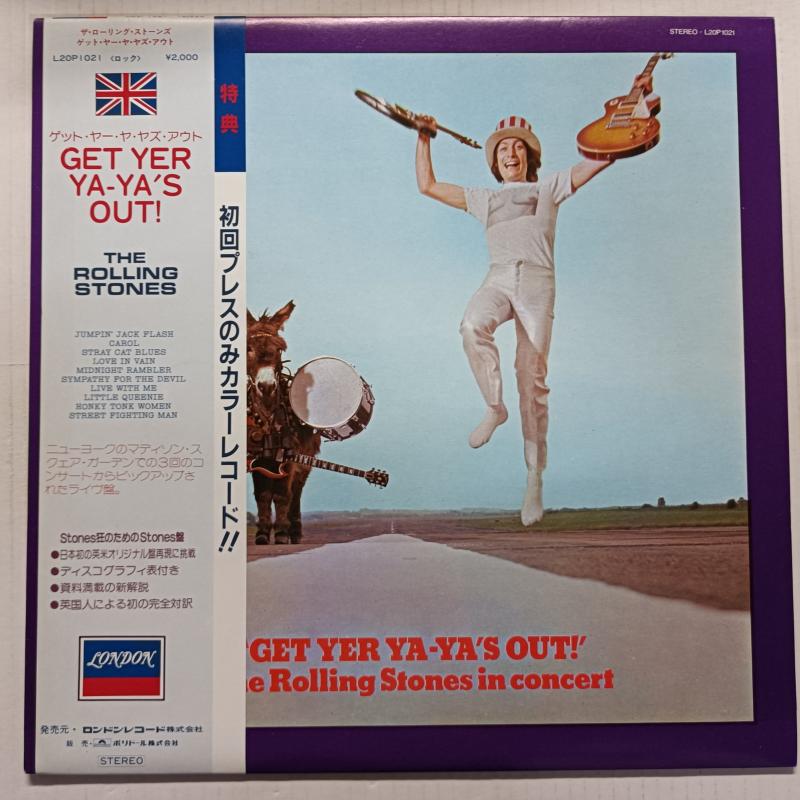 ザ・ローリング・ストーンズ
ゲット・ヤー・ヤ・ヤズ・アウト
L20P1021 〈ロック〉 ¥2,000
ゲット・ヤー・ヤ・ヤズ・アウト
GET YER
YA-YA'S
OUT!
THE
ROLLING
STONES
JUMPIN' JACK FLASH
CAROL
STRAY CAT BLUES
LOVE IN VAIN
MIDNIGHT RAMBLER
SYMPATHY FOR THE DEVIL
LIVE WITH ME
LITTLE QUEENIE
HONKY TONK WOMEN
STREET FIGHTING MAN
ニューヨークのマディソン・ス
クェア・ガーデンでの3回のコ
ンサートからピックアップさ
れたライヴ盤。
Stones狂のためのStones盤
●日本初の英米オリジナル盤再現に挑戦
●ディスコグラフィ表付き
●資料満載の新解説
●英国人による初の完全対訳
LONDON
発売元・ロンドンレコード株式会社
販売・ポリドール株式会社
STEREO
特典
初回プレスのみカラーレコード!!
STEREO・L20P1021
'GET YER YA-YA'S OUT!'
e Rolling Stones in concert